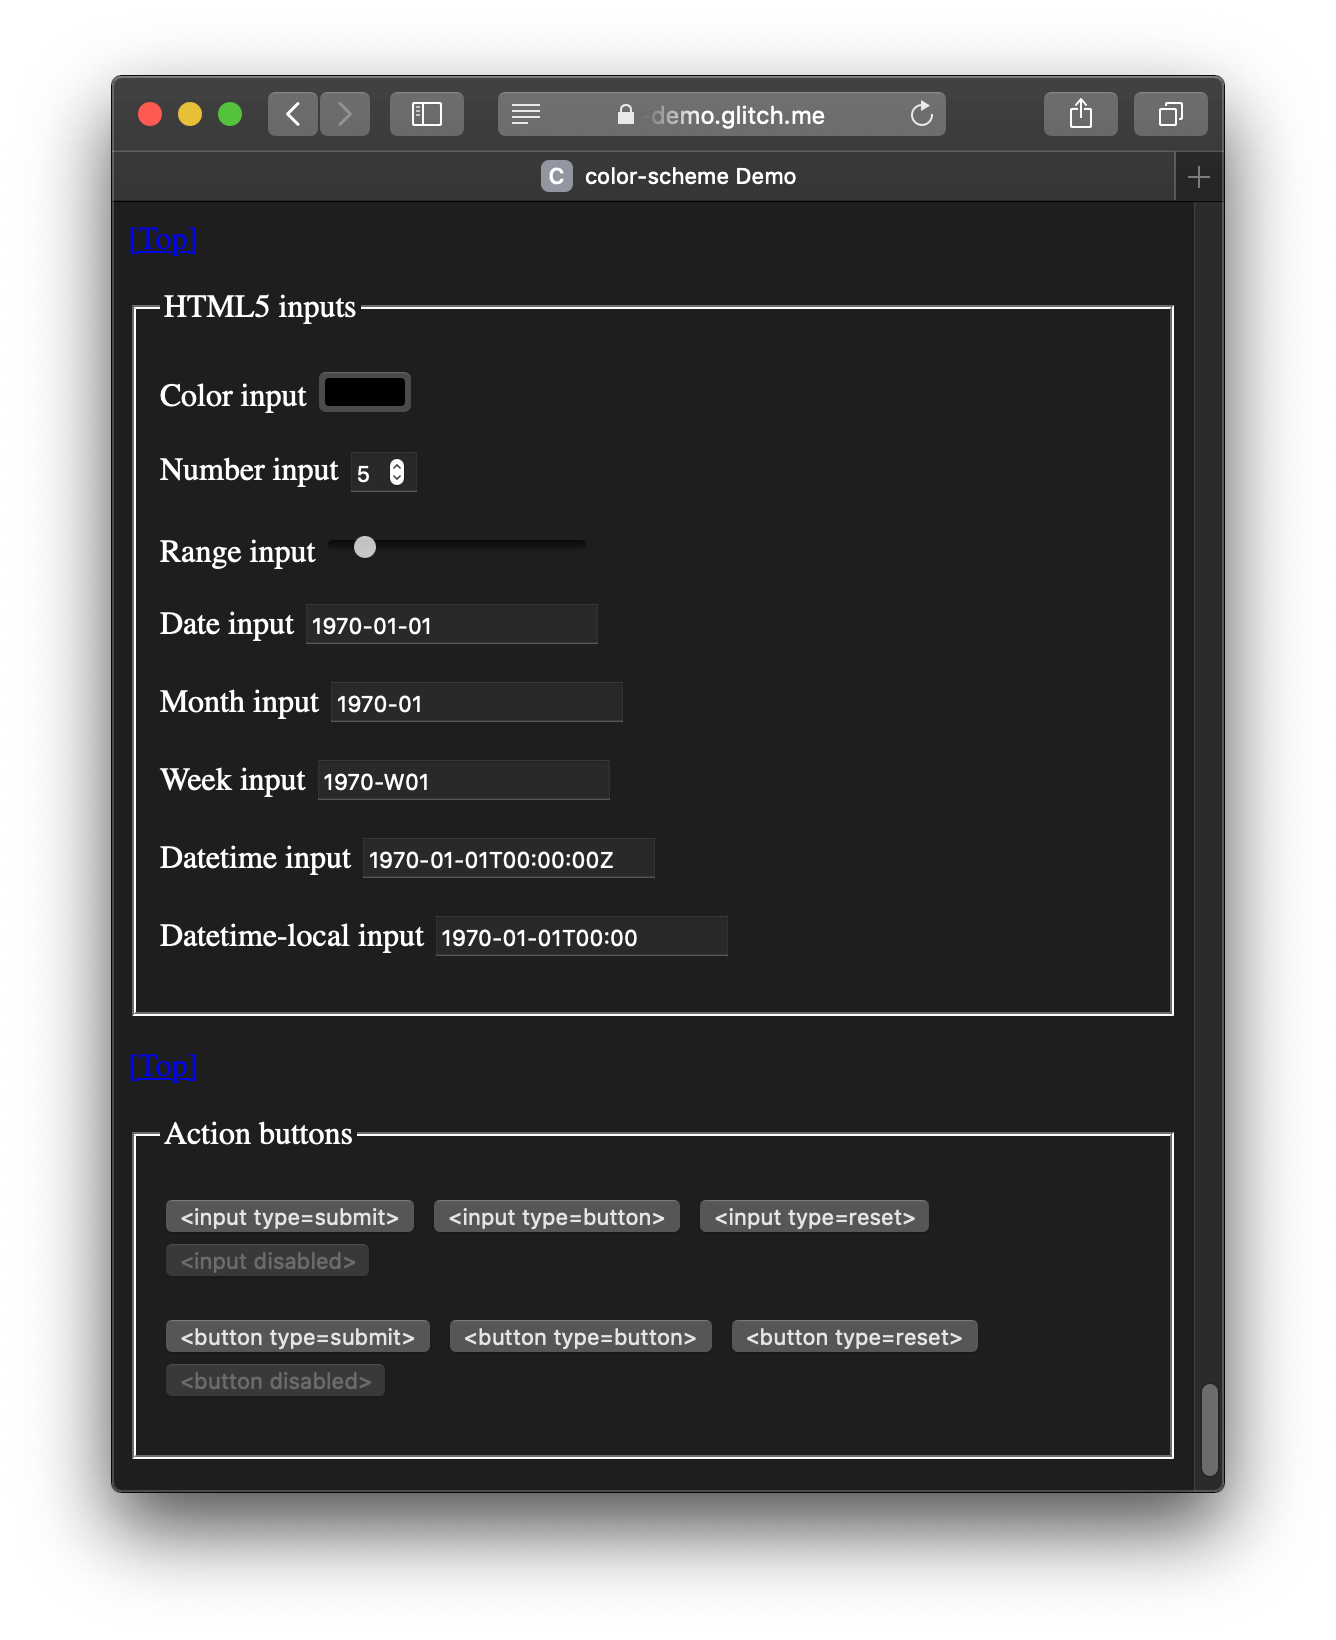 -demo.glitch.me
C color-scheme Demo
[Top]
HTML5 inputs
Color input
Number input 5
Range input
Date input 1970-01-01
Month input 1970-01
Week input 1970-W01
Datetime input 1970-01-01T00:00:00Z
Datetime-local input 1970-01-01T00:00
[Top]
Action buttons
<input type=submit> <input type=button> <input type=reset>
<input disabled>
<button type=submit> <button type=button> <button type=reset>
<button disabled>